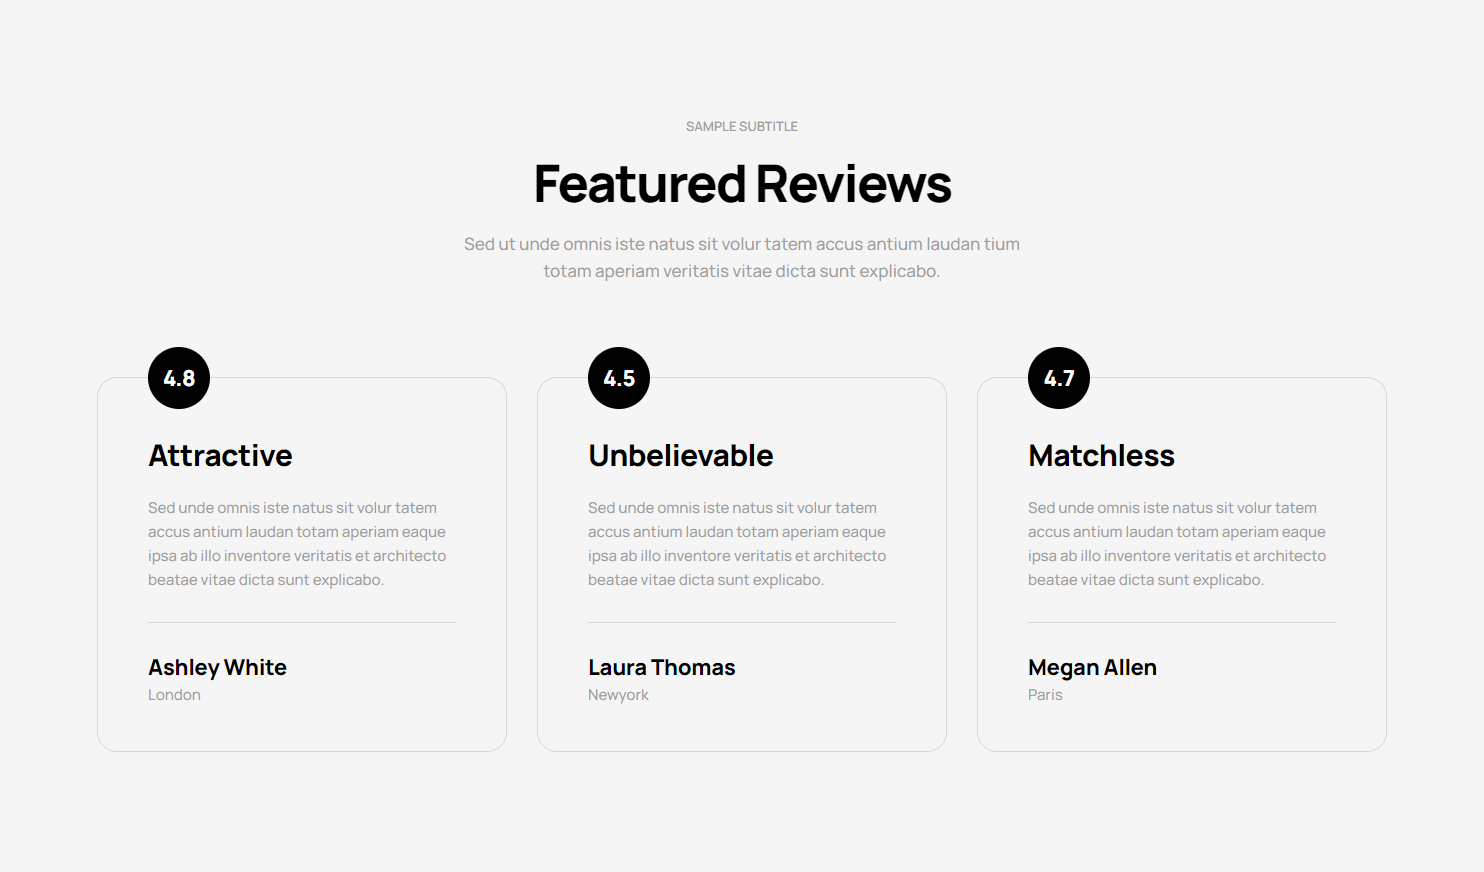 SAMPLE SUBTITLE
Featured Reviews
Sed ut unde omnis iste natus sit volur tatem accus antium laudan tium
totam aperiam veritatis vitae dicta sunt explicabo.
4.8
Attractive
Sed unde omnis iste natus sit volur tatem
accus antium laudan totam aperiam eaque
ipsa ab illo inventore veritatis et architecto
beatae vitae dicta sunt explicabo.
Ashley White
London
4.5
Unbelievable
Sed unde omnis iste natus sit volur tatem
accus antium laudan totam aperiam eaque
ipsa ab illo inventore veritatis et architecto
beatae vitae dicta sunt explicabo.
Laura Thomas
Newyork
4.7
Matchless
Sed unde omnis iste natus sit volur tatem
accus antium laudan totam aperiam eaque
ipsa ab illo inventore veritatis et architecto
beatae vitae dicta sunt explicabo.
Megan Allen
Paris